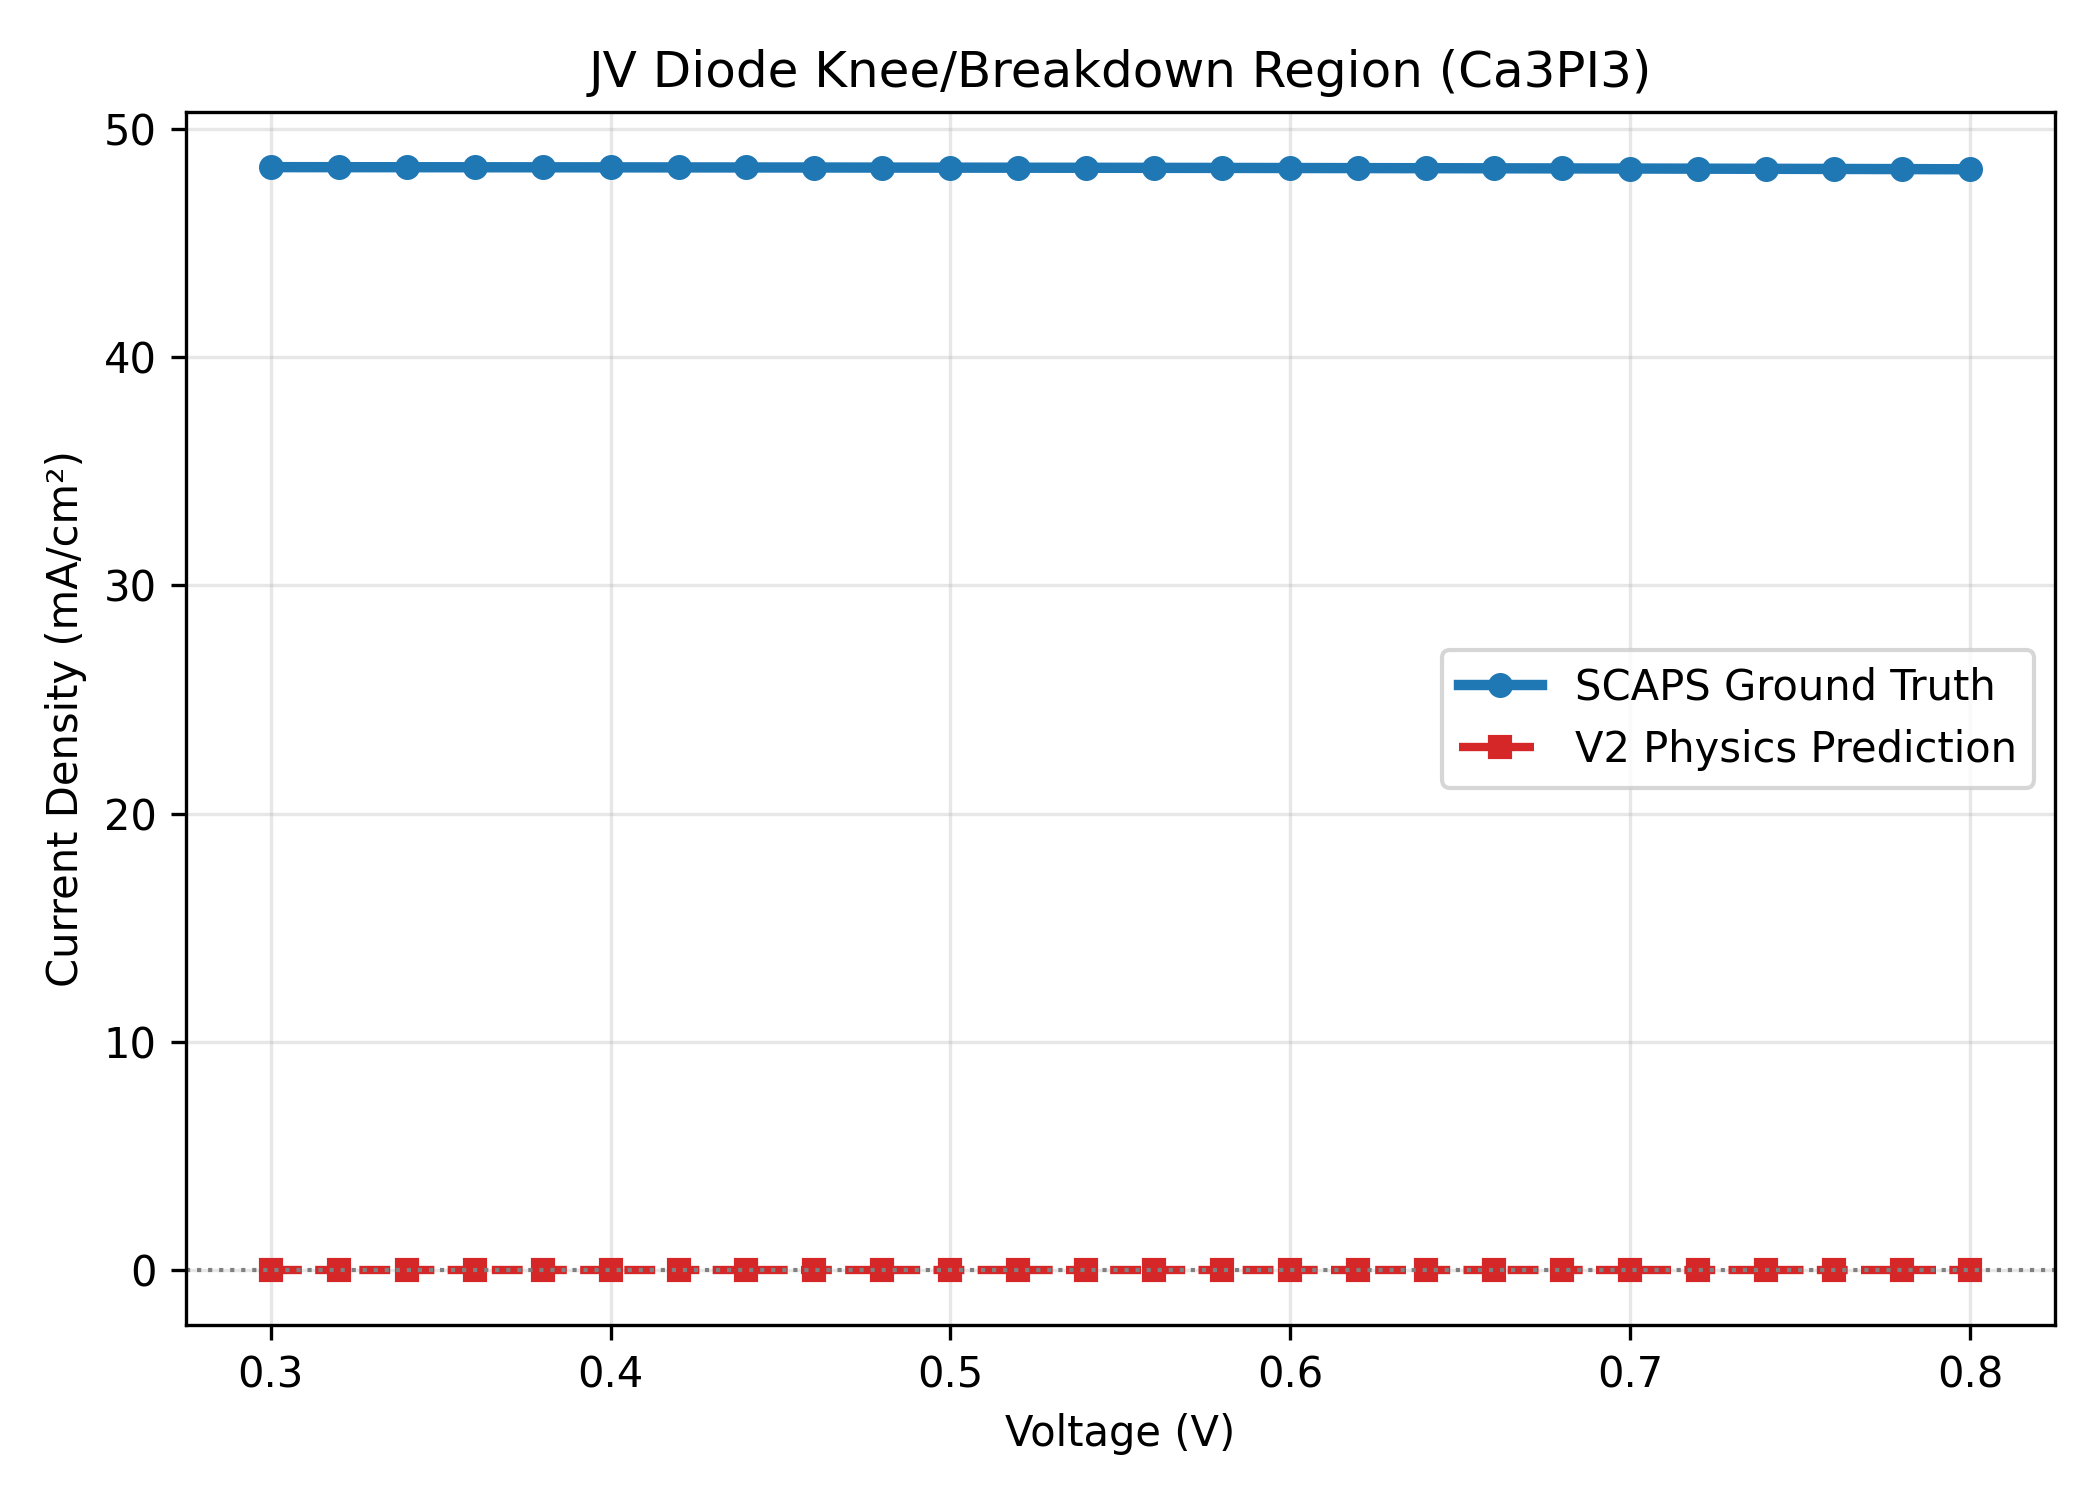 JV Diode Knee/Breakdown Region (Ca3PI3)
Current Density (mA/cm²)
50
40
30
20
10
0
SCAPS Ground Truth
V2 Physics Prediction
0.3 0.4 0.5 0.6 0.7 0.8
Voltage (V)